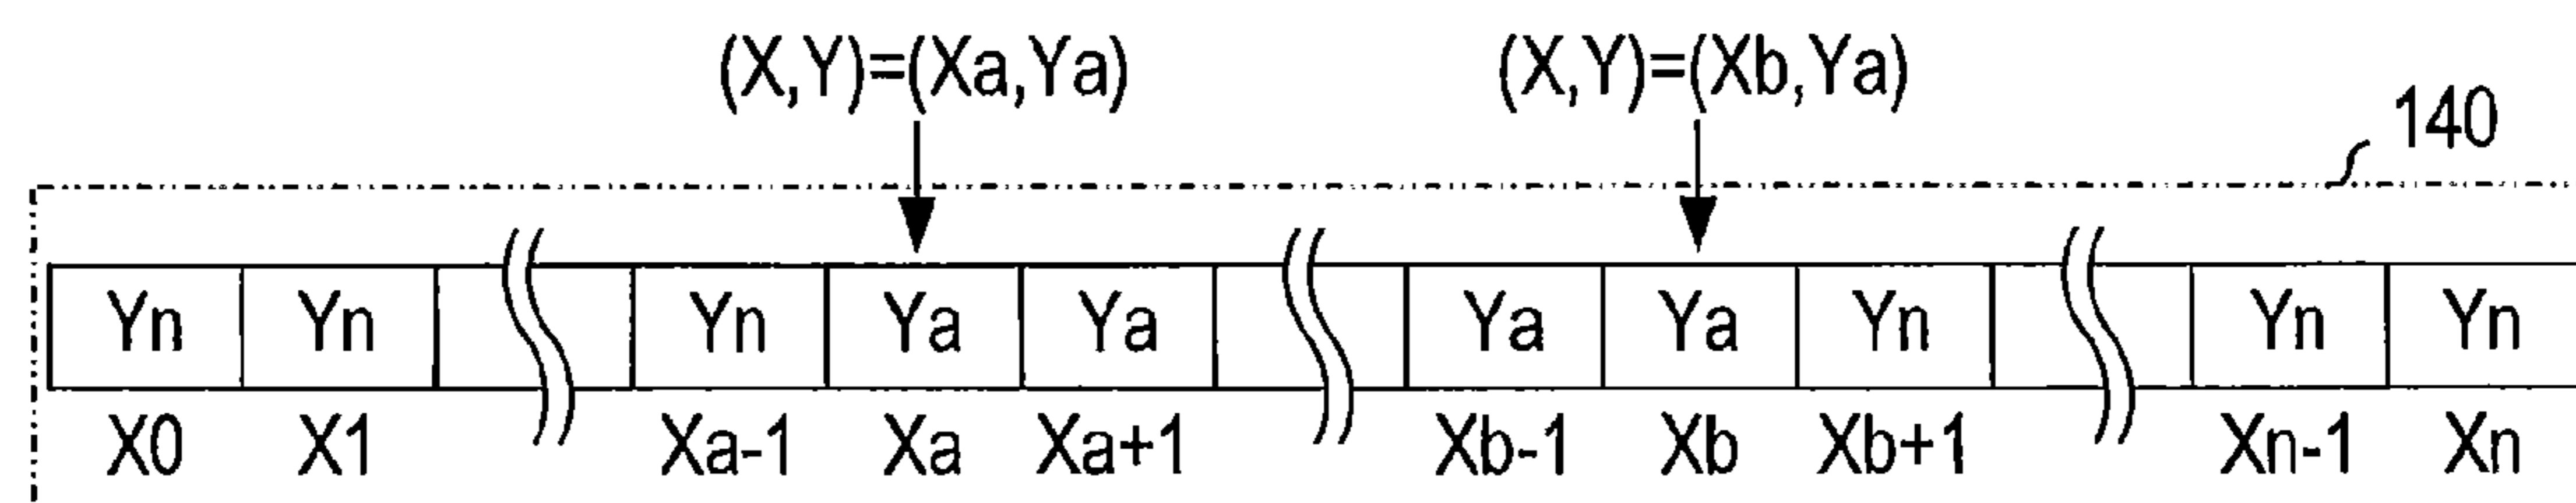 (X,Y)=(Xa,Ya) (X,Y)=(Xb,Ya)
140
Yn Yn Yn Ya Ya Ya Ya Yn Yn Yn
X0 X1 Xa-1 Xa Xa+1 Xb-1 Xb Xb+1 Xn-1 Xn